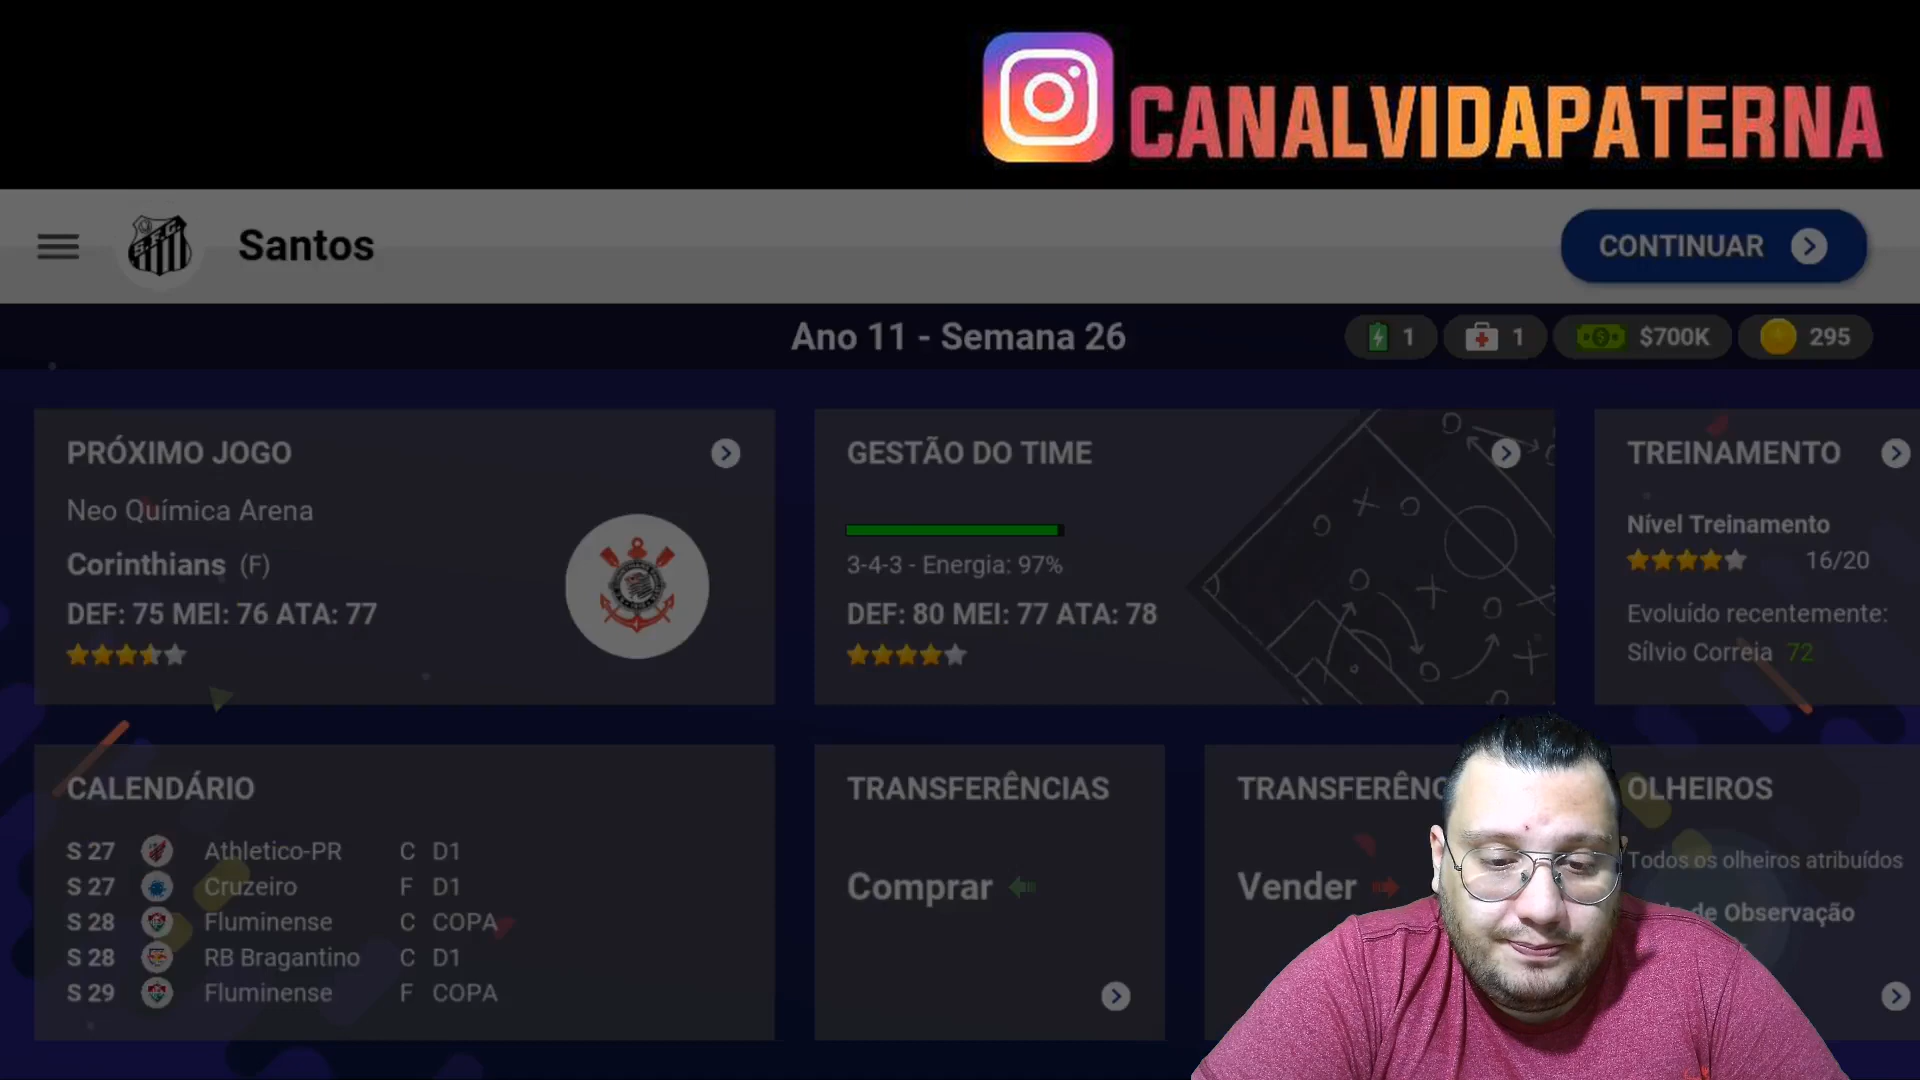 CANALVIDAPATERNA
Santos
CONTINUAR
Ano 11 - Semana 26
1
1
$700K
295
PRÓXIMO JOGO
Neo Química Arena
Corinthians (F)
DEF: 75 MEI: 76 ATA: 77
GESTÃO DO TIME
3-4-3 - Energia: 97%
DEF: 80 MEI: 77 ATA: 78
TREINAMENTO
Nível Treinamento
16/20
Evoluído recentemente:
Sílvio Correia 72
CALENDÁRIO
S 27 Athletico-PR C D1
S 27 Cruzeiro F D1
S 28 Fluminense C COPA
S 28 RB Bragantino C D1
S 29 Fluminense F COPA
TRANSFERÊNCIAS
Comprar
TRANSFERÊNC
Vender
OLHEIROS
Todos os olheiros atribuídos
de Observação